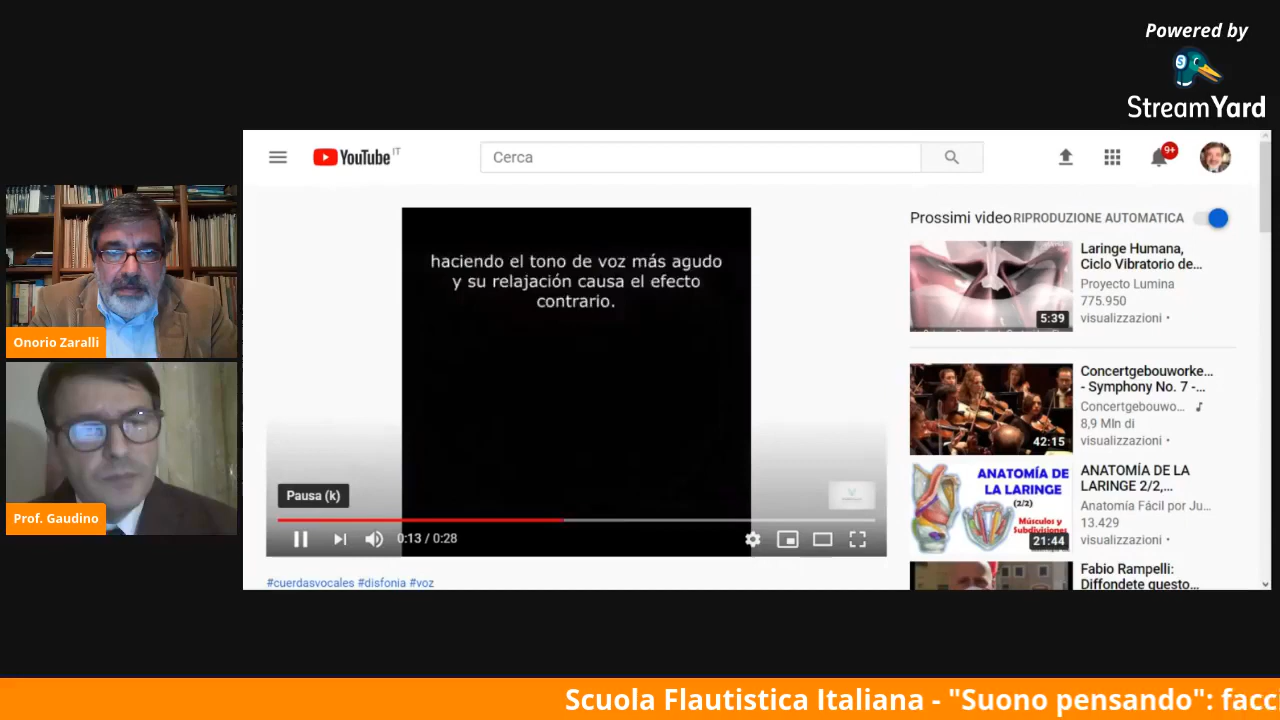 Powered by
StreamYard
YouTube IT
Cerca
9+
haciendo el tono de voz más agudo
y su relajación causa el efecto
contrario.
Pausa (k)
0:13 / 0:28
#cuerdasvocales #disfonia #voz
Prossimi video
RIPRODUZIONE AUTOMATICA
5:39
Laringe Humana,
Ciclo Vibratorio de...
Proyecto Lumina
775.950
visualizzazioni •
42:15
Concertgebouworke...
- Symphony No. 7 -...
Concertgebouwo...
8,9 Mln di
visualizzazioni •
ANATOMÍA DE
LA LARINGE
(2/2)
Músculos y
Subdivisiones
21:44
ANATOMÍA DE LA
LARINGE 2/2,...
Anatomía Fácil por Ju...
13.429
visualizzazioni •
Fabio Rampelli:
Diffondete questo...
Onorio Zaralli
Prof. Gaudino
Scuola Flautistica Italiana - "Suono pensando": facc